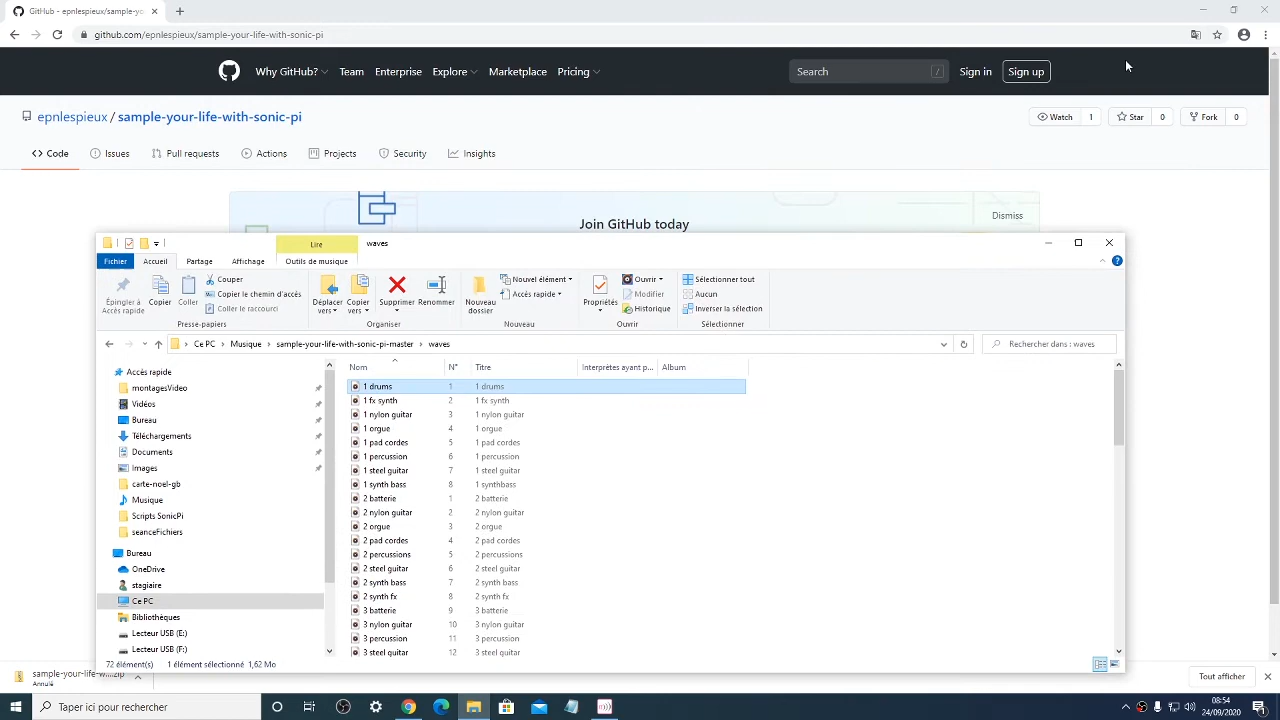 GitHub - epnlespieux/sample-yo
github.com/epnlespieux/sample-your-life-with-sonic-pi
Why GitHub? Team Enterprise Explore Marketplace Pricing Search / Sign in Sign up
epnlespieux / sample-your-life-with-sonic-pi Watch 1 Star 0 Fork 0
Code Issues Pull requests Actions Projects Security Insights
Join GitHub today Dismiss
Lire waves
Fichier Accueil Partage Affichage Outils de musique
Épingler à Accès rapide
Copier
Coller
Couper
Copier le chemin d'accès
Coller le raccourci
Presse-papiers
Déplacer vers
Copier vers
Supprimer
Renommer
Organiser
Nouveau dossier
Nouvel élément
Accès rapide
Nouveau
Propriétés
Ouvrir
Modifier
Historique
Ouvrir
Sélectionner tout
Aucun
Inverser la sélection
Sélectionner
Ce PC > Musique > sample-your-life-with-sonic-pi-master > waves Rechercher dans : waves
Accès rapide
montagesVideo
Vidéos
Bureau
Téléchargements
Documents
Images
carte-noel-gb
Musique
Scripts SonicPi
seanceFichiers
Bureau
OneDrive
stagiaire
Ce PC
Bibliothèques
Lecteur USB (E:)
Lecteur USB (F:)
Nom N° Titre Interprètes ayant p... Album
1 drums 1 1 drums
1 fx synth 2 1 fx synth
1 nylon guitar 3 1 nylon guitar
1 orgue 4 1 orgue
1 pad cordes 5 1 pad cordes
1 percussion 6 1 percussion
1 steel guitar 7 1 steel guitar
1 synth bass 8 1 synthbass
2 batterie 1 2 batterie
2 nylon guitar 2 2 nylon guitar
2 orgue 3 2 orgue
2 pad cordes 4 2 pad cordes
2 percussions 5 2 percussions
2 steel guitar 6 2 steel guitar
2 synth bass 7 2 synth bass
2 synth fx 8 2 synth fx
3 batterie 9 3 batterie
3 nylon guitar 10 3 nylon guitar
3 percussion 11 3 percussion
3 steel guitar 12 3 steel guitar
72 élément(s) 1 élément sélectionné 1,62 Mo
sample-your-life-w....zip
Annulé
Tout afficher
Taper ici pour rechercher
08:54
24/09/2020